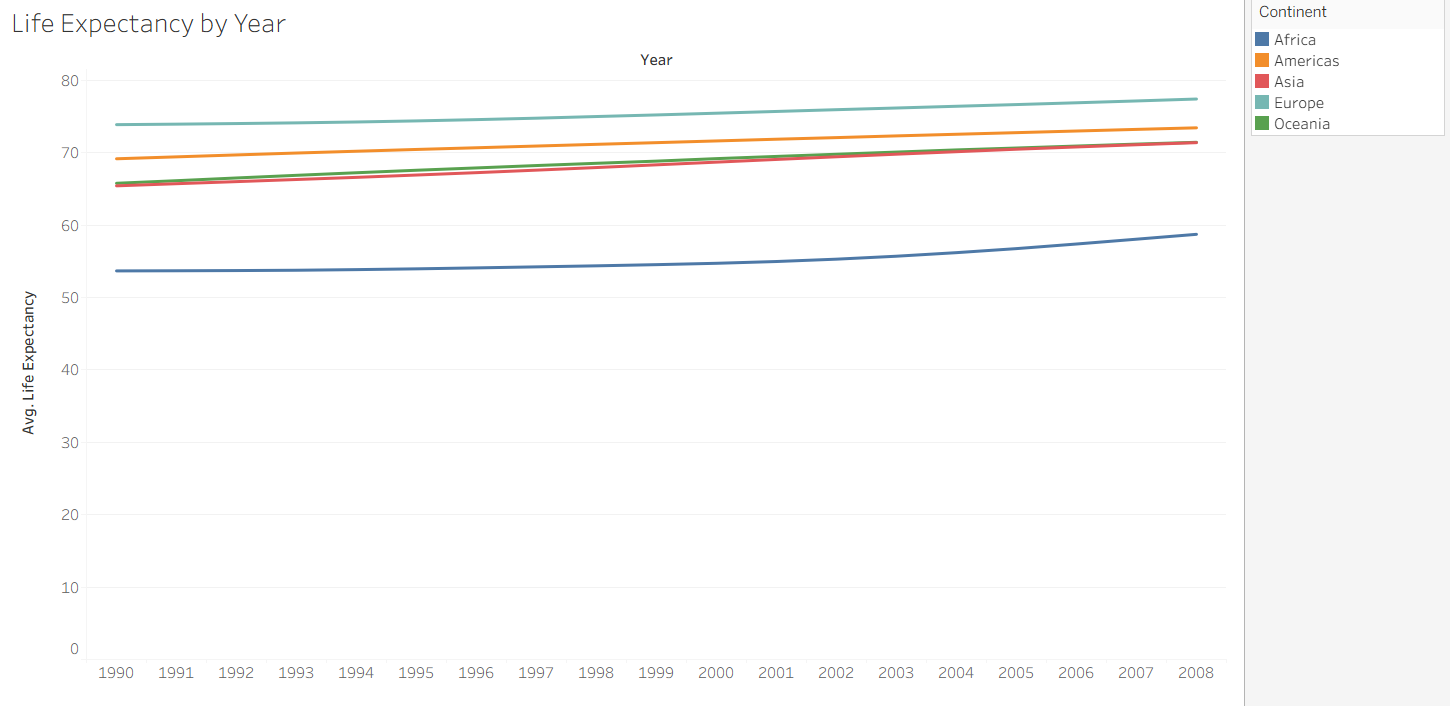 Life Expectancy by Year
Year
80
70
60
50
40
30
20
10
0
Avg. Life Expectancy
1990 1991 1992 1993 1994 1995 1996 1997 1998 1999 2000 2001 2002 2003 2004 2005 2006 2007 2008
Continent
Africa
Americas
Asia
Europe
Oceania